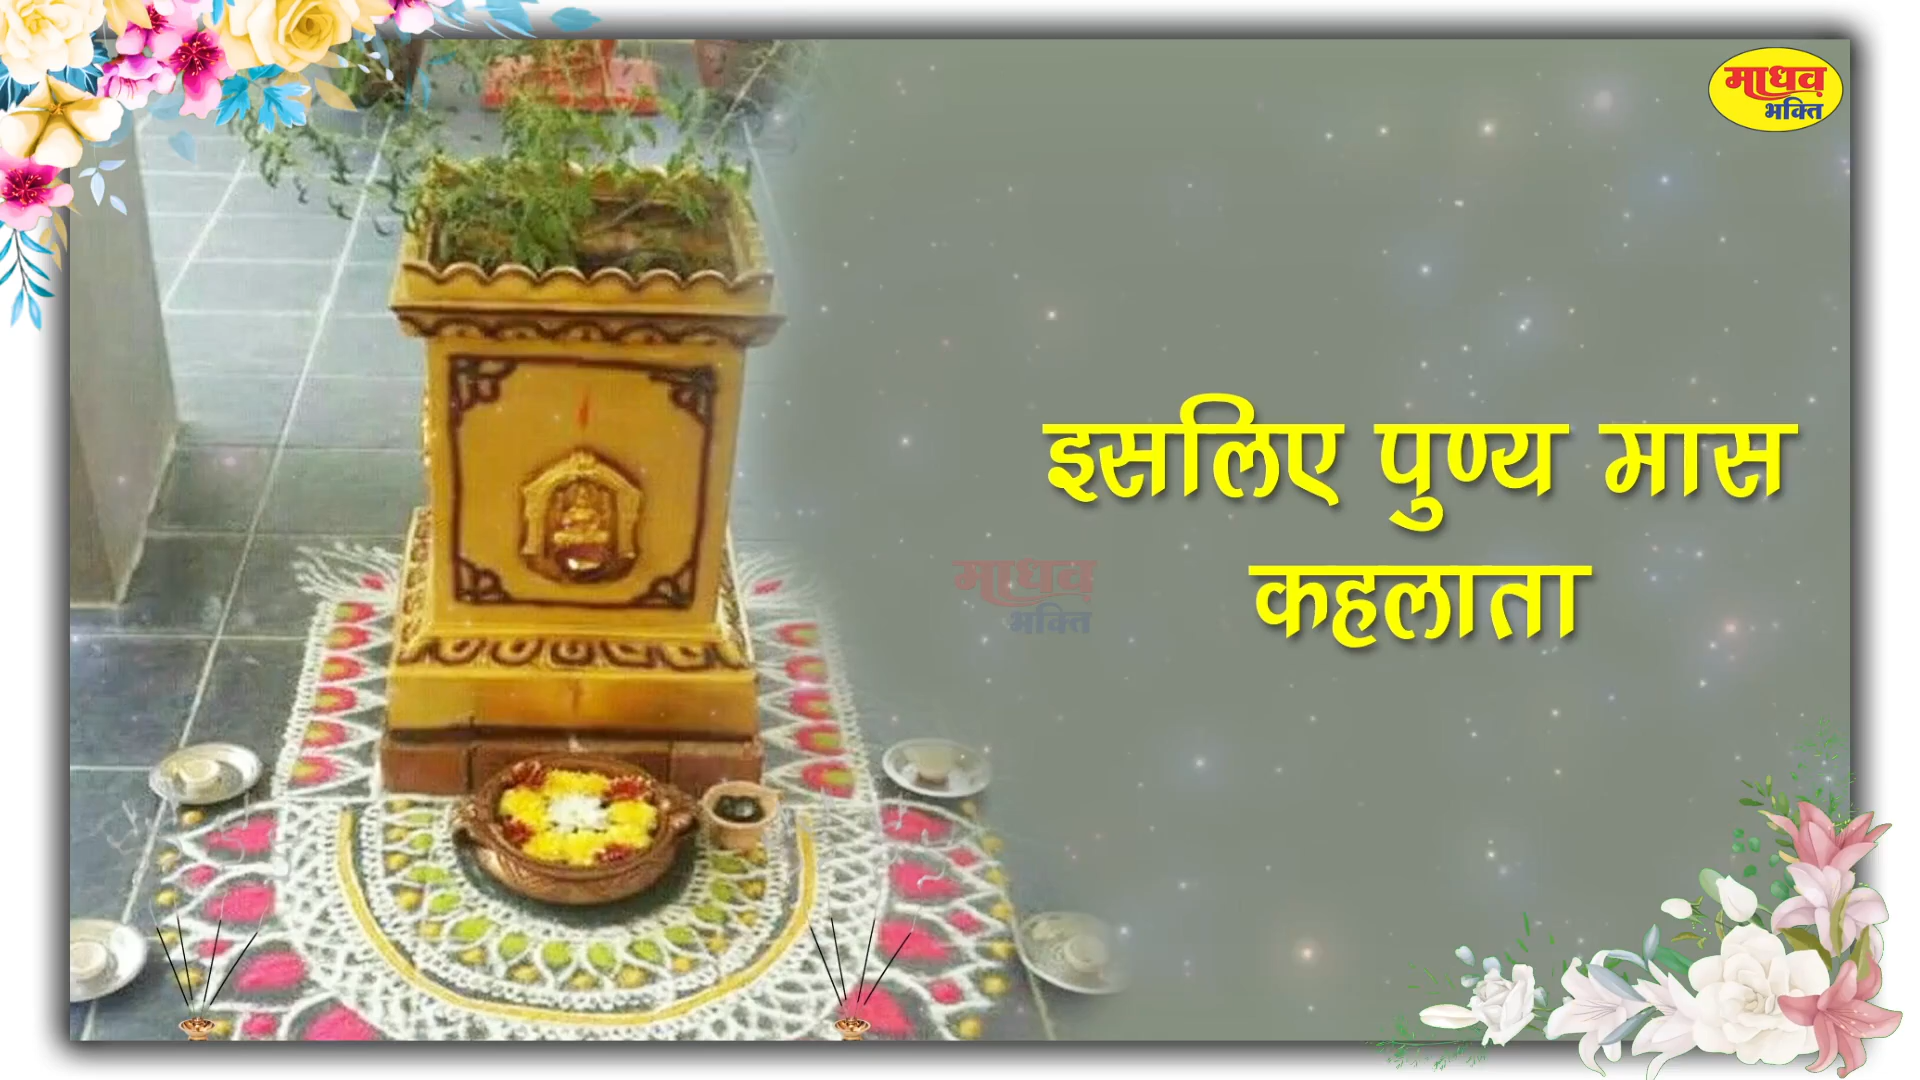 माधव
भक्ति
इसलिए पुण्य मास
कहलाता
माधव
भक्ति